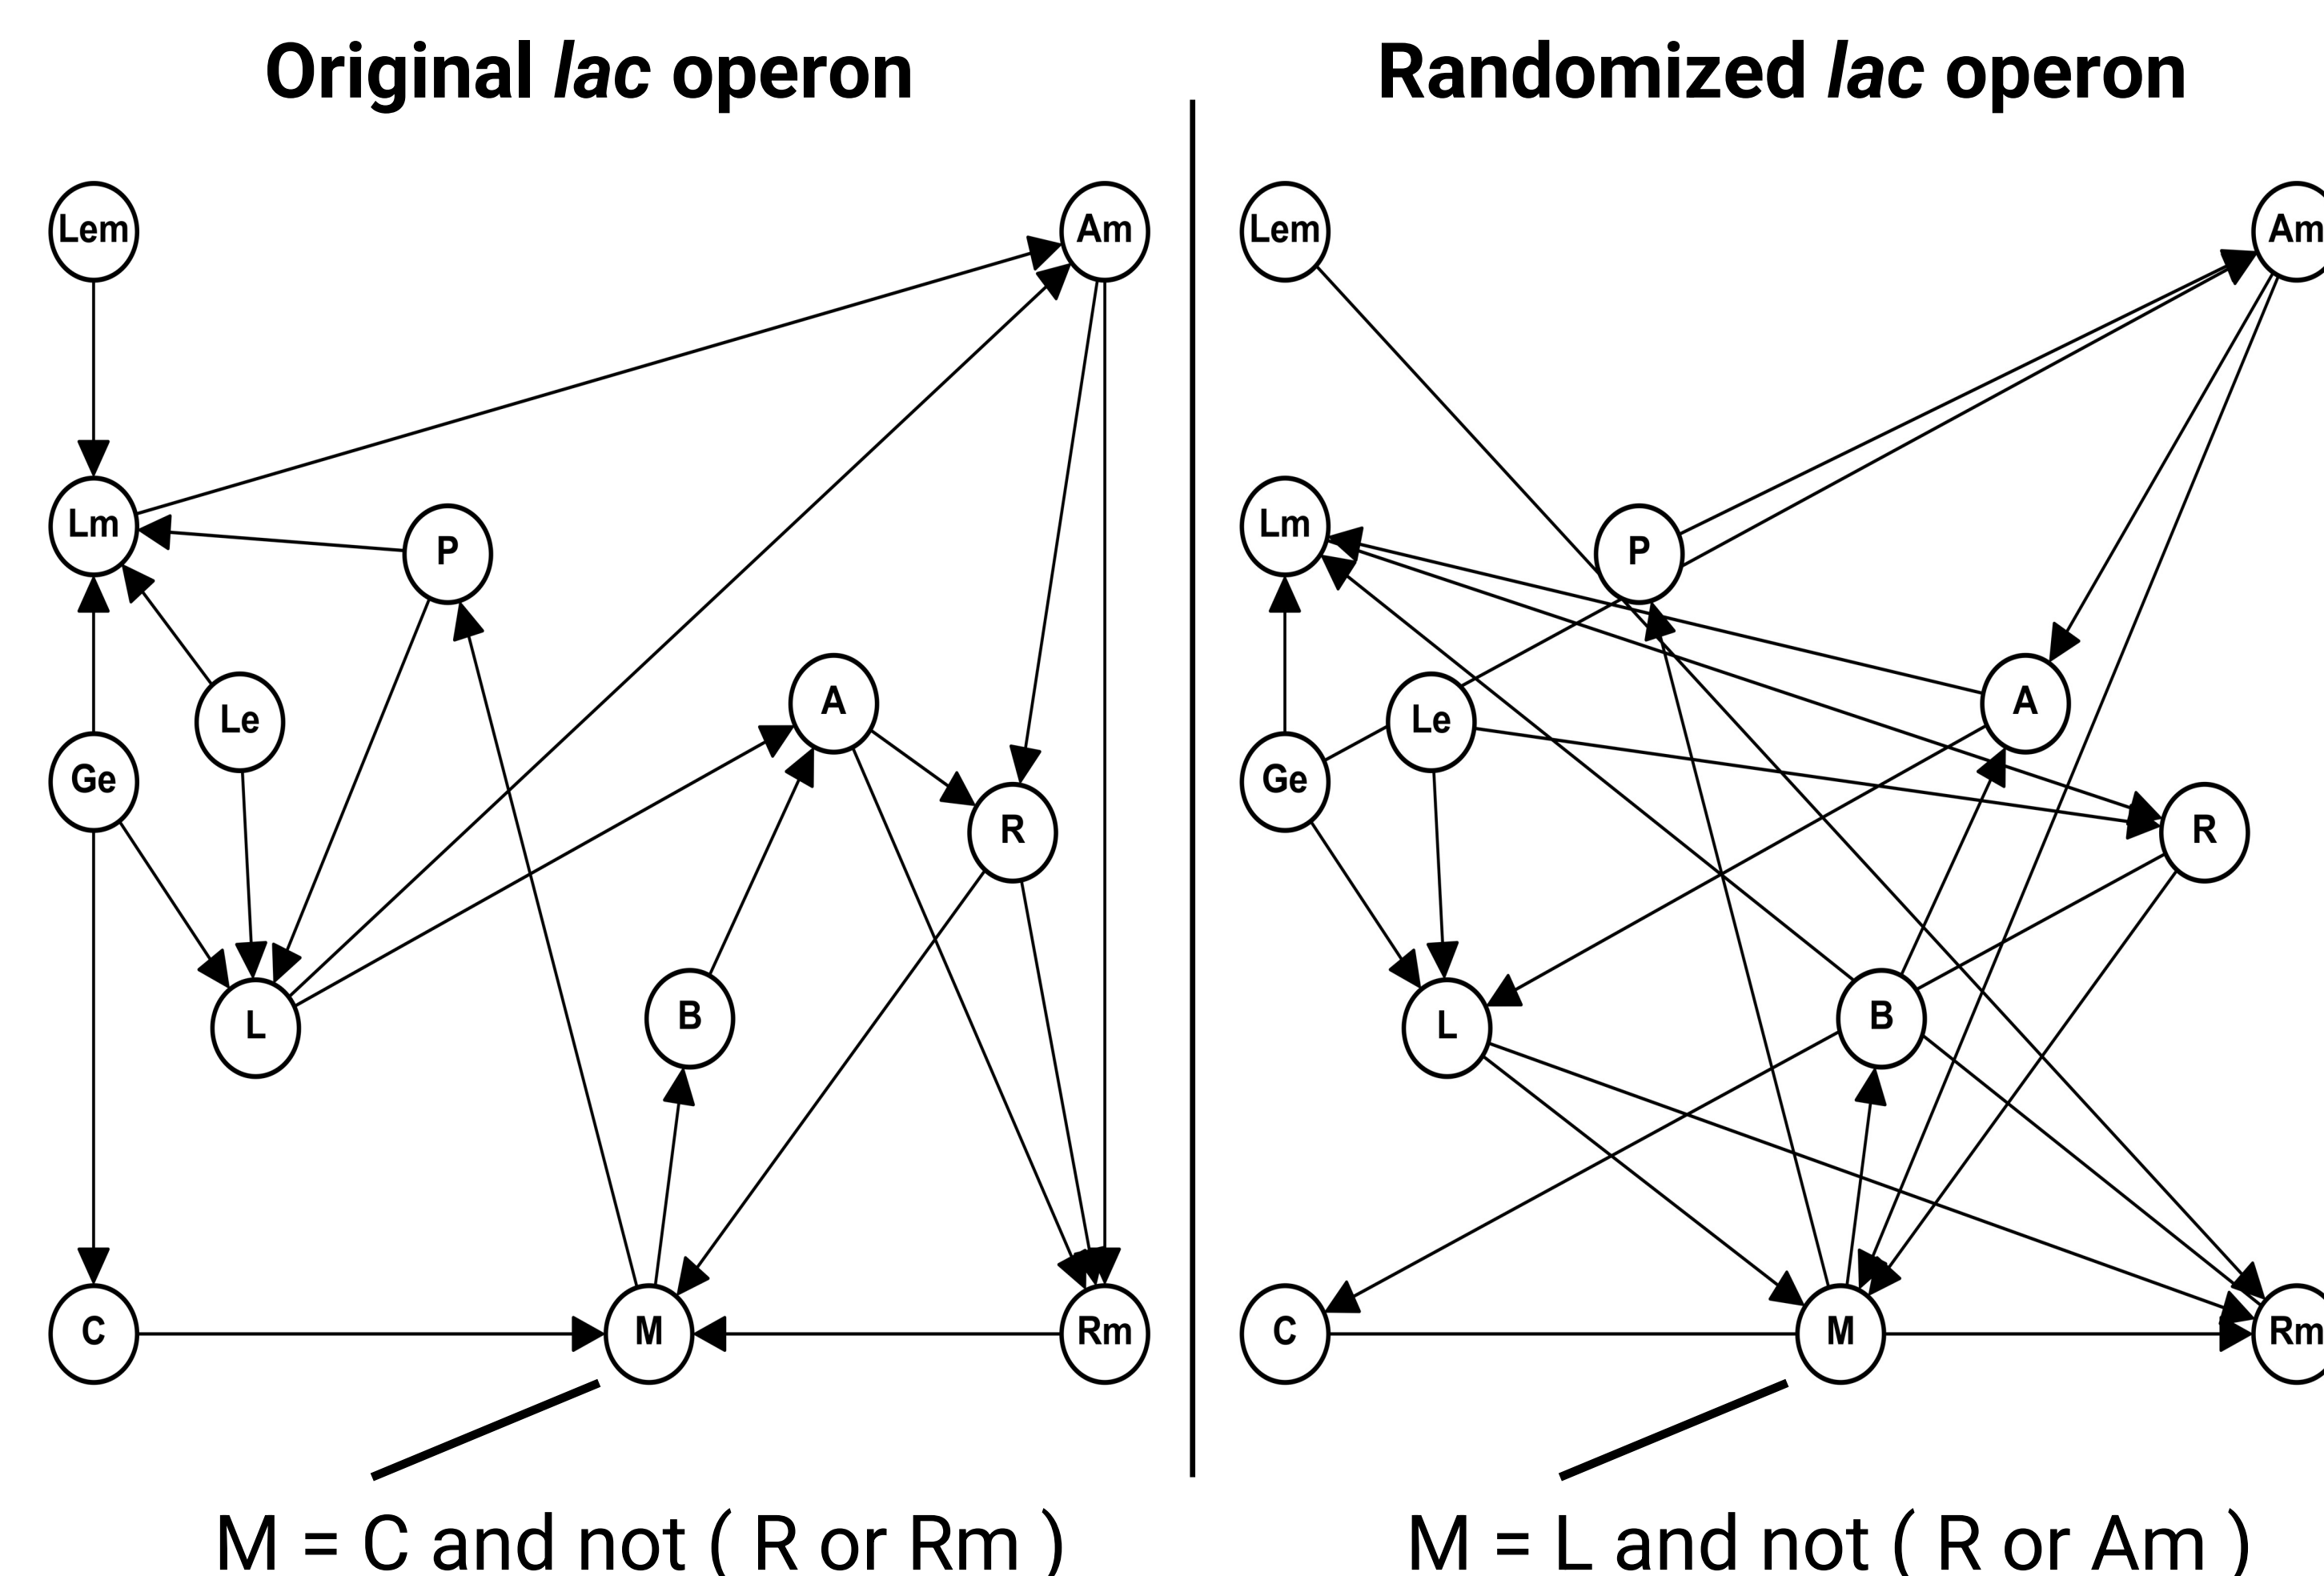 Original lac operon
Randomized lac operon
Lem
Am
Lm
P
Le
A
Ge
R
L
B
C
M
Rm
M = C and not ( R or Rm )
Lem
Am
Lm
P
Le
A
Ge
R
L
B
C
M
Rm
M = L and not ( R or Am )